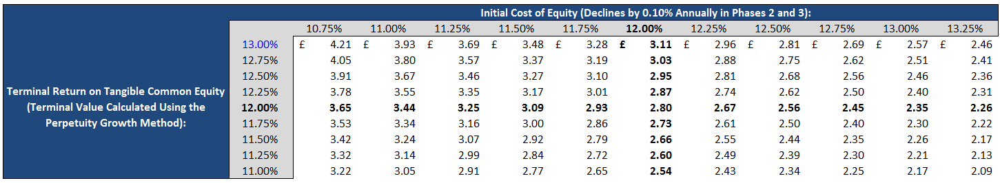 Initial Cost of Equity (Declines by 0.10% Annually in Phases 2 and 3):
10.75% 11.00% 11.25% 11.50% 11.75% 12.00% 12.25% 12.50% 12.75% 13.00% 13.25%
Terminal Return on Tangible Common Equity
(Terminal Value Calculated Using the
Perpetuity Growth Method):
13.00% £ 4.21 £ 3.93 £ 3.69 £ 3.48 £ 3.28 £ 3.11 £ 2.96 £ 2.81 £ 2.69 £ 2.57 £ 2.46
12.75% 4.05 3.80 3.57 3.37 3.19 3.03 2.88 2.75 2.62 2.51 2.41
12.50% 3.91 3.67 3.46 3.27 3.10 2.95 2.81 2.68 2.56 2.46 2.36
12.25% 3.78 3.55 3.35 3.17 3.01 2.87 2.74 2.62 2.50 2.40 2.31
12.00% 3.65 3.44 3.25 3.09 2.93 2.80 2.67 2.56 2.45 2.35 2.26
11.75% 3.53 3.34 3.16 3.00 2.86 2.73 2.61 2.50 2.40 2.30 2.22
11.50% 3.42 3.24 3.07 2.92 2.79 2.66 2.55 2.44 2.35 2.26 2.17
11.25% 3.32 3.14 2.99 2.84 2.72 2.60 2.49 2.39 2.30 2.21 2.13
11.00% 3.22 3.05 2.91 2.77 2.65 2.54 2.43 2.34 2.25 2.17 2.09